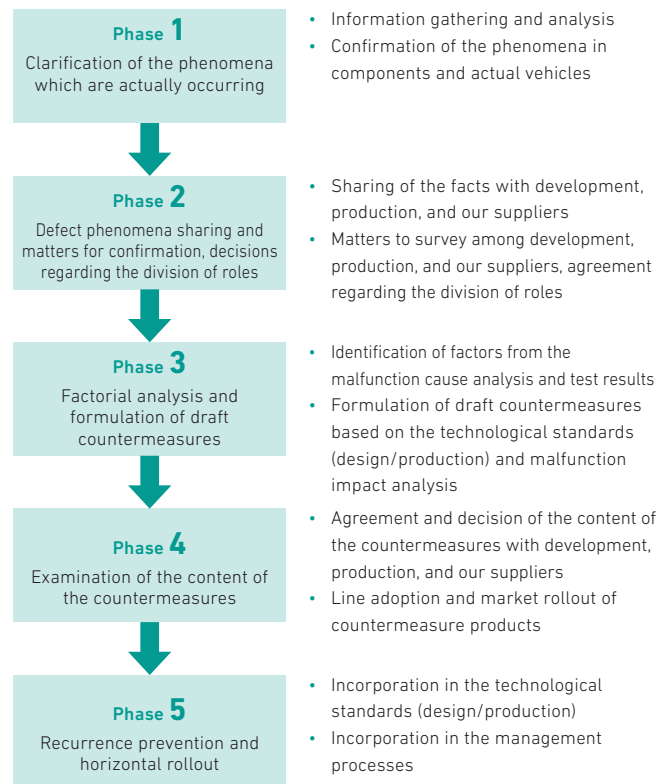 Phase 1
Clarification of the phenomena
which are actually occurring
• Information gathering and analysis
• Confirmation of the phenomena in
components and actual vehicles
Phase 2
Defect phenomena sharing and
matters for confirmation, decisions
regarding the division of roles
• Sharing of the facts with development,
production, and our suppliers
• Matters to survey among development,
production, and our suppliers, agreement
regarding the division of roles
Phase 3
Factorial analysis and
formulation of draft
countermeasures
• Identification of factors from the
malfunction cause analysis and test results
• Formulation of draft countermeasures
based on the technological standards
(design/production) and malfunction
impact analysis
Phase 4
Examination of the content of
the countermeasures
• Agreement and decision of the content of
the countermeasures with development,
production, and our suppliers
• Line adoption and market rollout of
countermeasure products
Phase 5
Recurrence prevention and
horizontal rollout
• Incorporation in the technological
standards (design/production)
• Incorporation in the management
processes